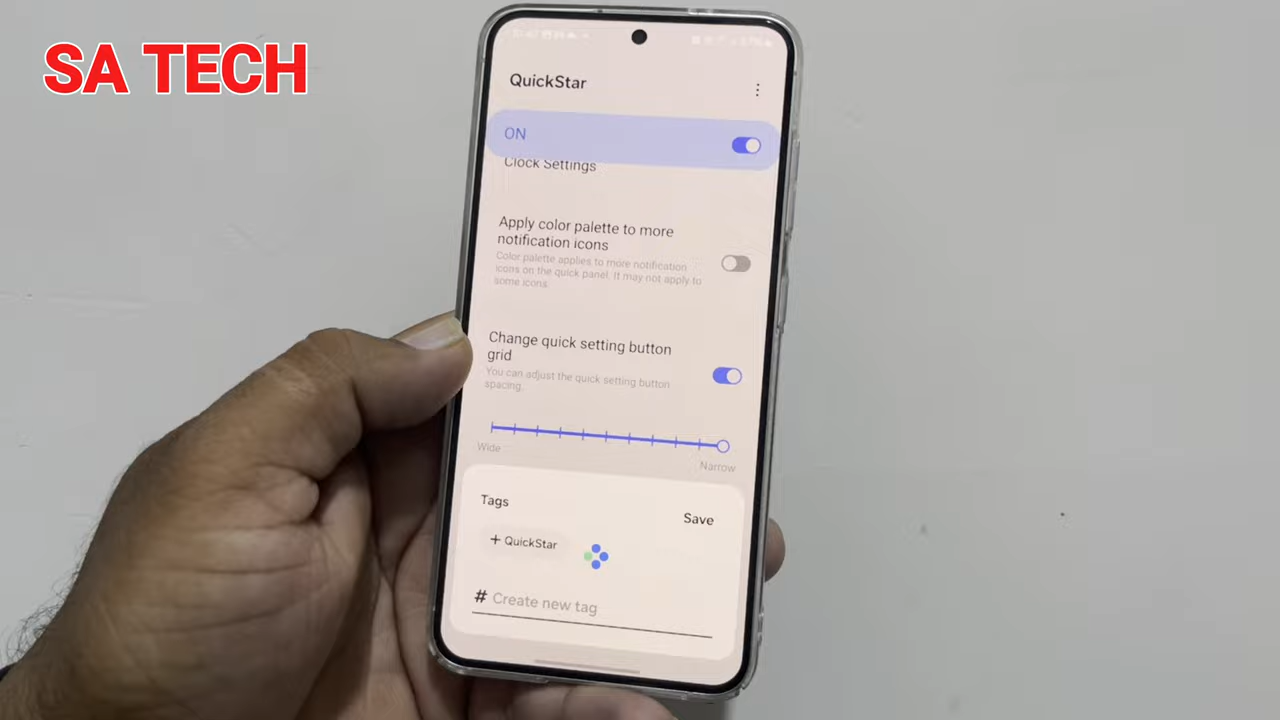 SA TECH
QuickStar
ON
Clock Settings
Apply color palette to more
notification icons
Color palette applies to more notification
icons on the quick panel. It may not apply to
some icons.
Change quick setting button
grid
You can adjust the quick setting button
spacing.
Wide
Narrow
Tags
Save
+ QuickStar
# Create new tag